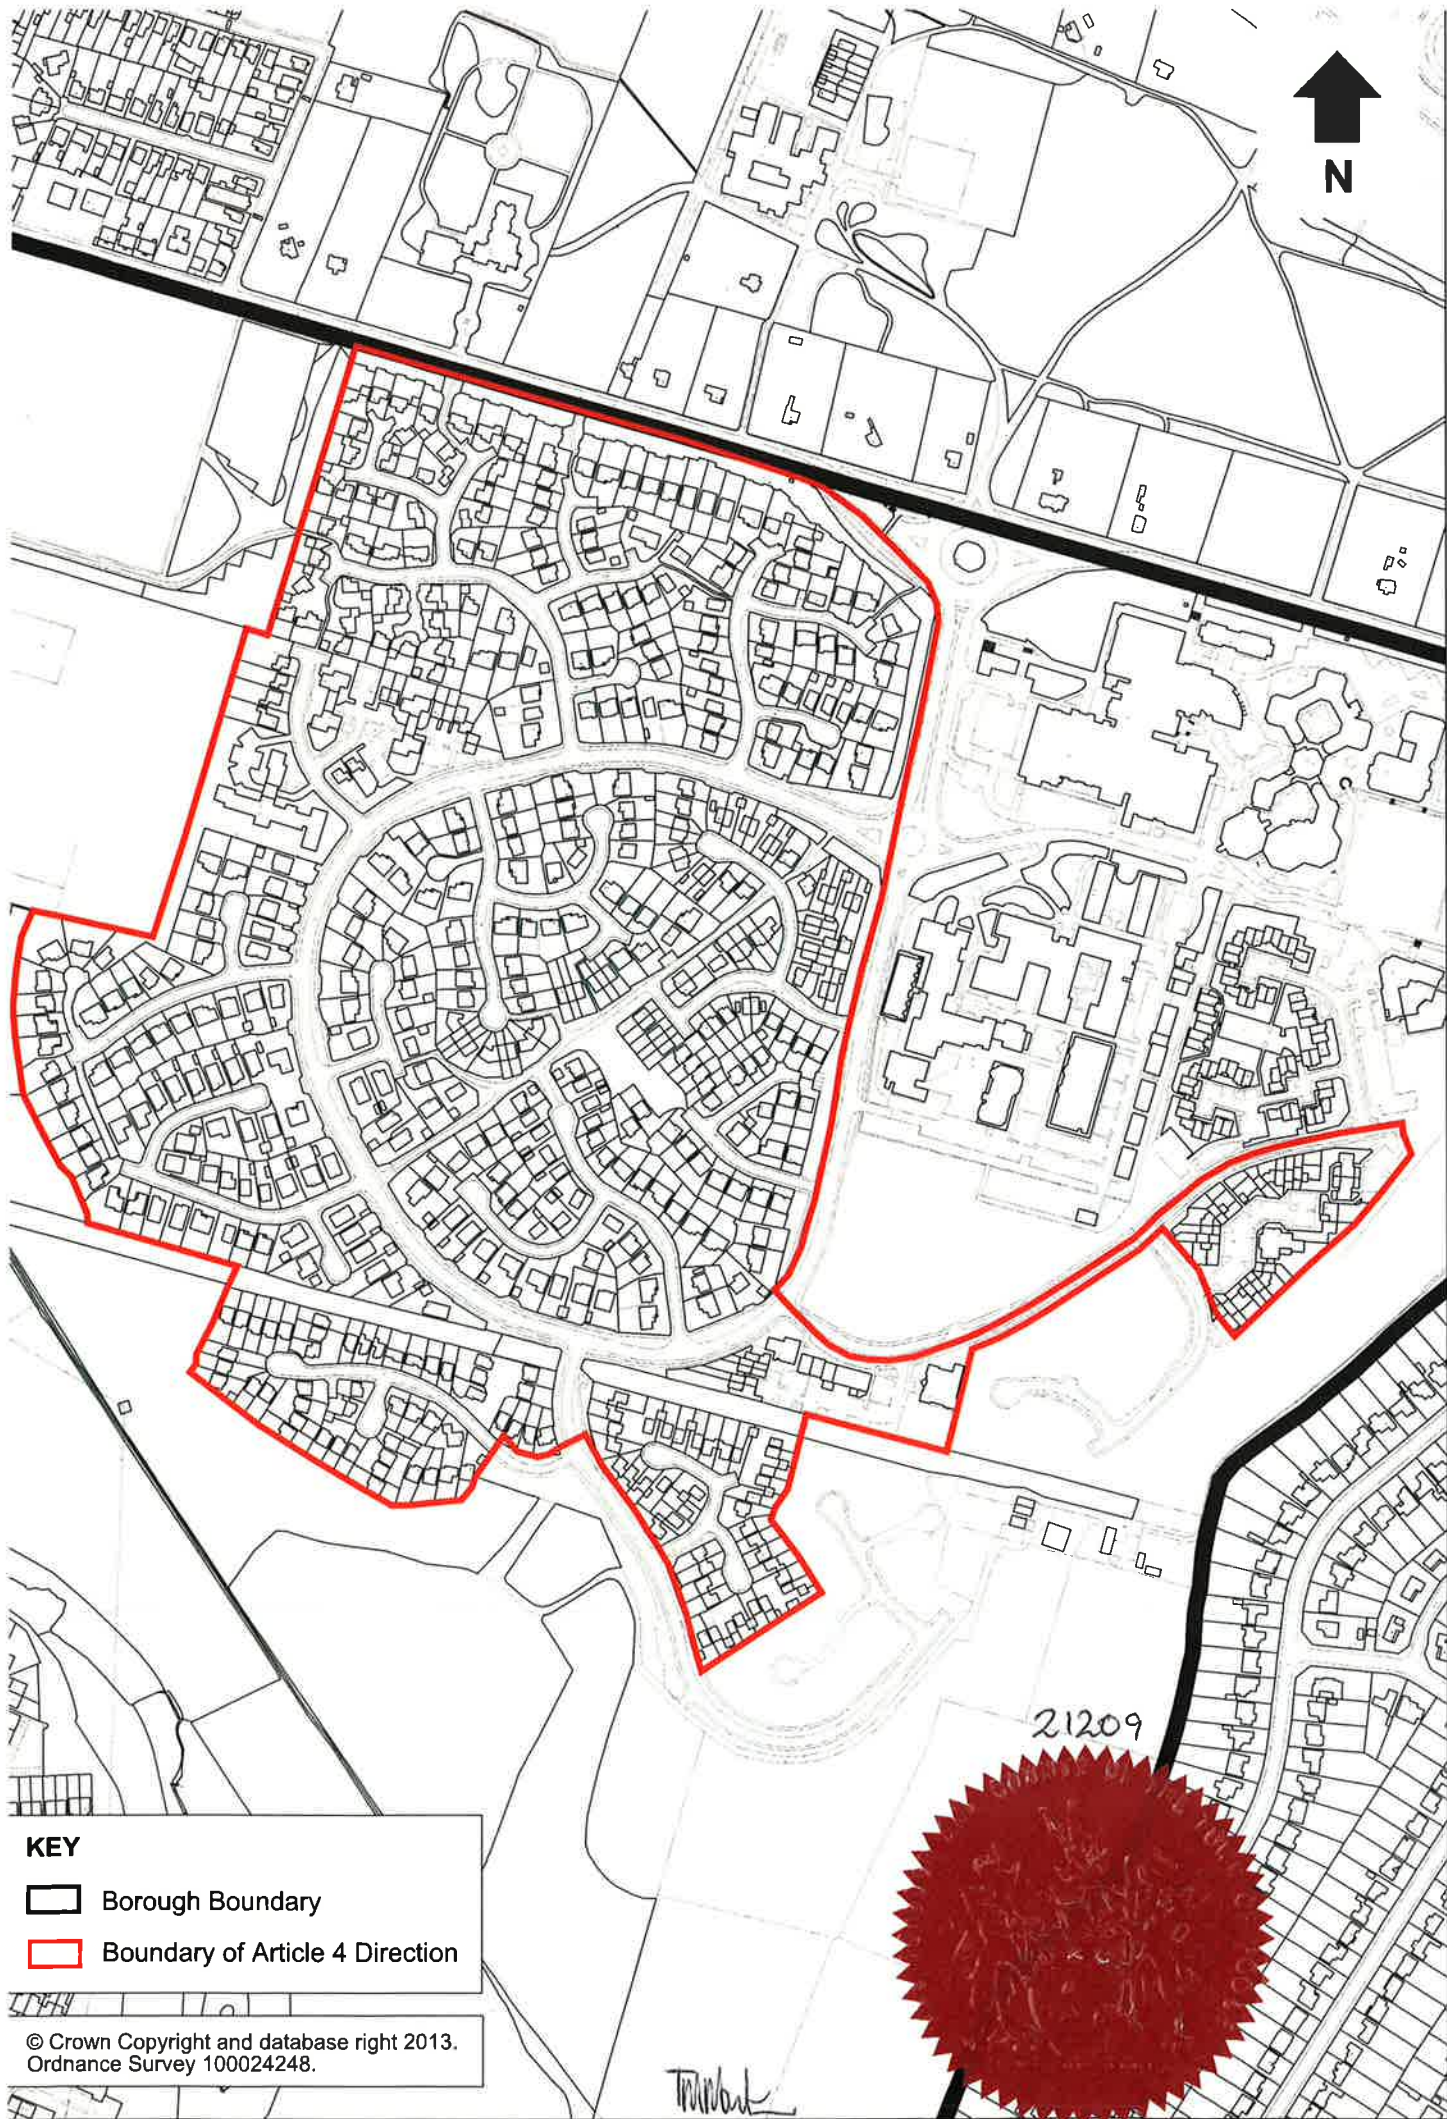 N
21209
KEY
Borough Boundary
Boundary of Article 4 Direction
© Crown Copyright and database right 2013.
Ordnance Survey 100024248.